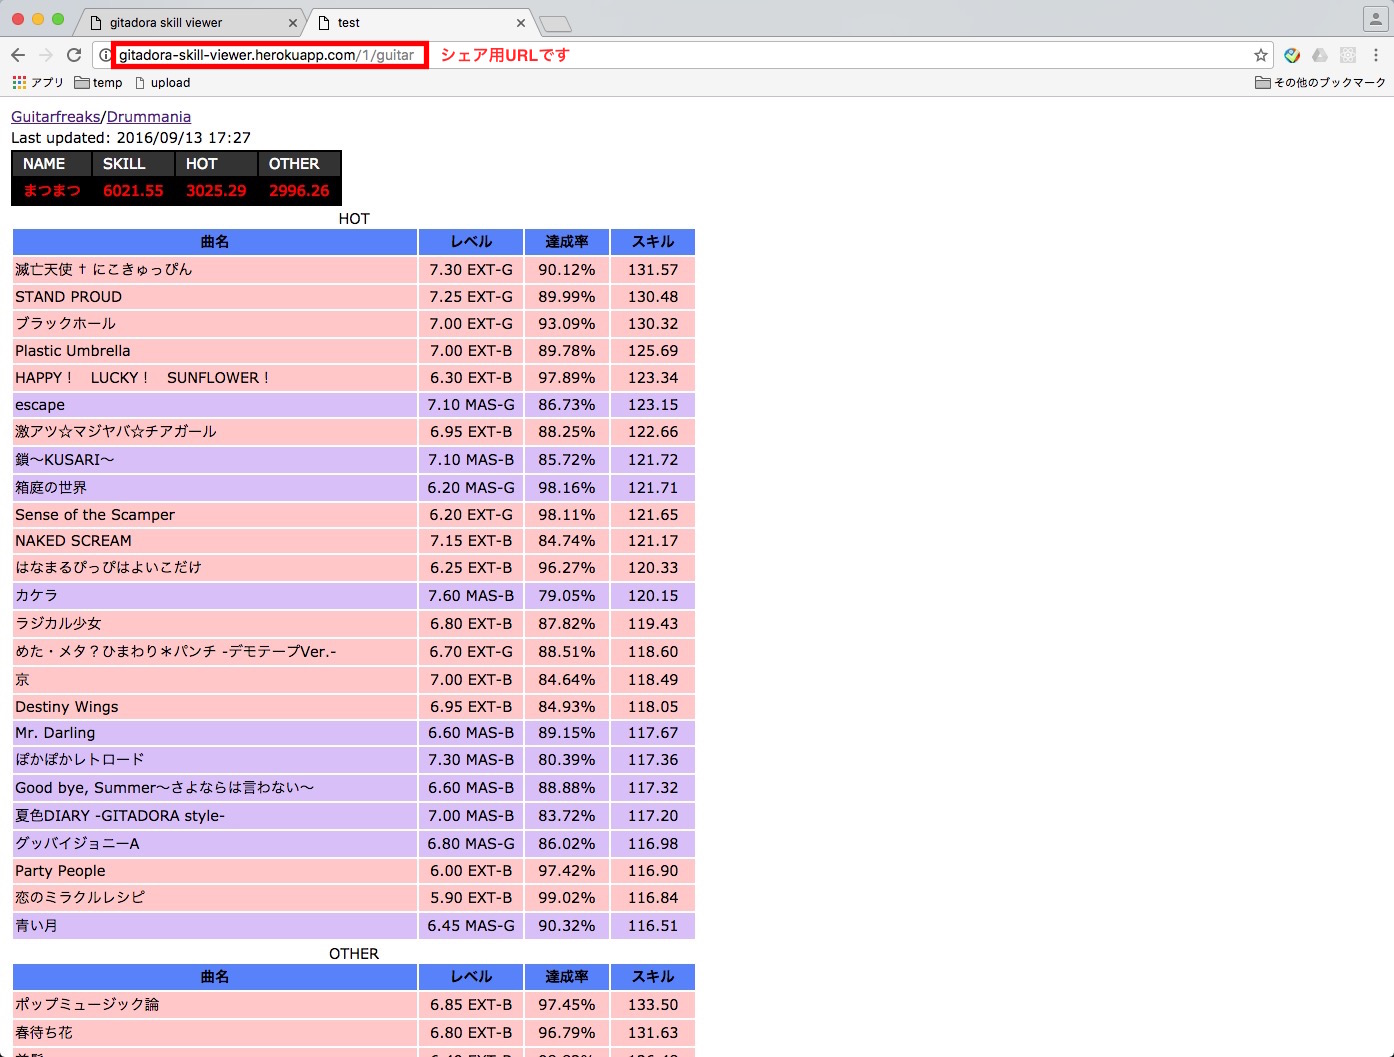 gitadora skill viewer
test
gitadora-skill-viewer.herokuapp.com/1/guitar
シェア用URLです
アプリ temp upload その他のブックマーク
Guitarfreaks/Drummania
Last updated: 2016/09/13 17:27
NAME SKILL HOT OTHER
まつまつ 6021.55 3025.29 2996.26
HOT
曲名 レベル 達成率 スキル
滅亡天使 † にこきゅっぴん 7.30 EXT-G 90.12% 131.57
STAND PROUD 7.25 EXT-G 89.99% 130.48
ブラックホール 7.00 EXT-G 93.09% 130.32
Plastic Umbrella 7.00 EXT-B 89.78% 125.69
HAPPY！　LUCKY！　SUNFLOWER！ 6.30 EXT-B 97.89% 123.34
escape 7.10 MAS-G 86.73% 123.15
激アツ☆マジヤバ☆チアガール 6.95 EXT-B 88.25% 122.66
鎖～KUSARI～ 7.10 MAS-B 85.72% 121.72
箱庭の世界 6.20 MAS-G 98.16% 121.71
Sense of the Scamper 6.20 EXT-G 98.11% 121.65
NAKED SCREAM 7.15 EXT-B 84.74% 121.17
はなまるぴっぴはよいこだけ 6.25 EXT-B 96.27% 120.33
カケラ 7.60 MAS-B 79.05% 120.15
ラジカル少女 6.80 EXT-B 87.82% 119.43
めた・メタ？ひまわり＊パンチ -デモテープVer.- 6.70 EXT-G 88.51% 118.60
京 7.00 EXT-B 84.64% 118.49
Destiny Wings 6.95 EXT-B 84.93% 118.05
Mr. Darling 6.60 MAS-B 89.15% 117.67
ぽかぽかレトロード 7.30 MAS-B 80.39% 117.36
Good bye, Summer～さよならは言わない～ 6.60 MAS-B 88.88% 117.32
夏色DIARY -GITADORA style- 7.00 MAS-B 83.72% 117.20
グッバイジョニーA 6.80 MAS-G 86.02% 116.98
Party People 6.00 EXT-B 97.42% 116.90
恋のミラクルレシピ 5.90 EXT-B 99.02% 116.84
青い月 6.45 MAS-G 90.32% 116.51
OTHER
曲名 レベル 達成率 スキル
ポップミュージック論 6.85 EXT-B 97.45% 133.50
春待ち花 6.80 EXT-B 96.79% 131.63